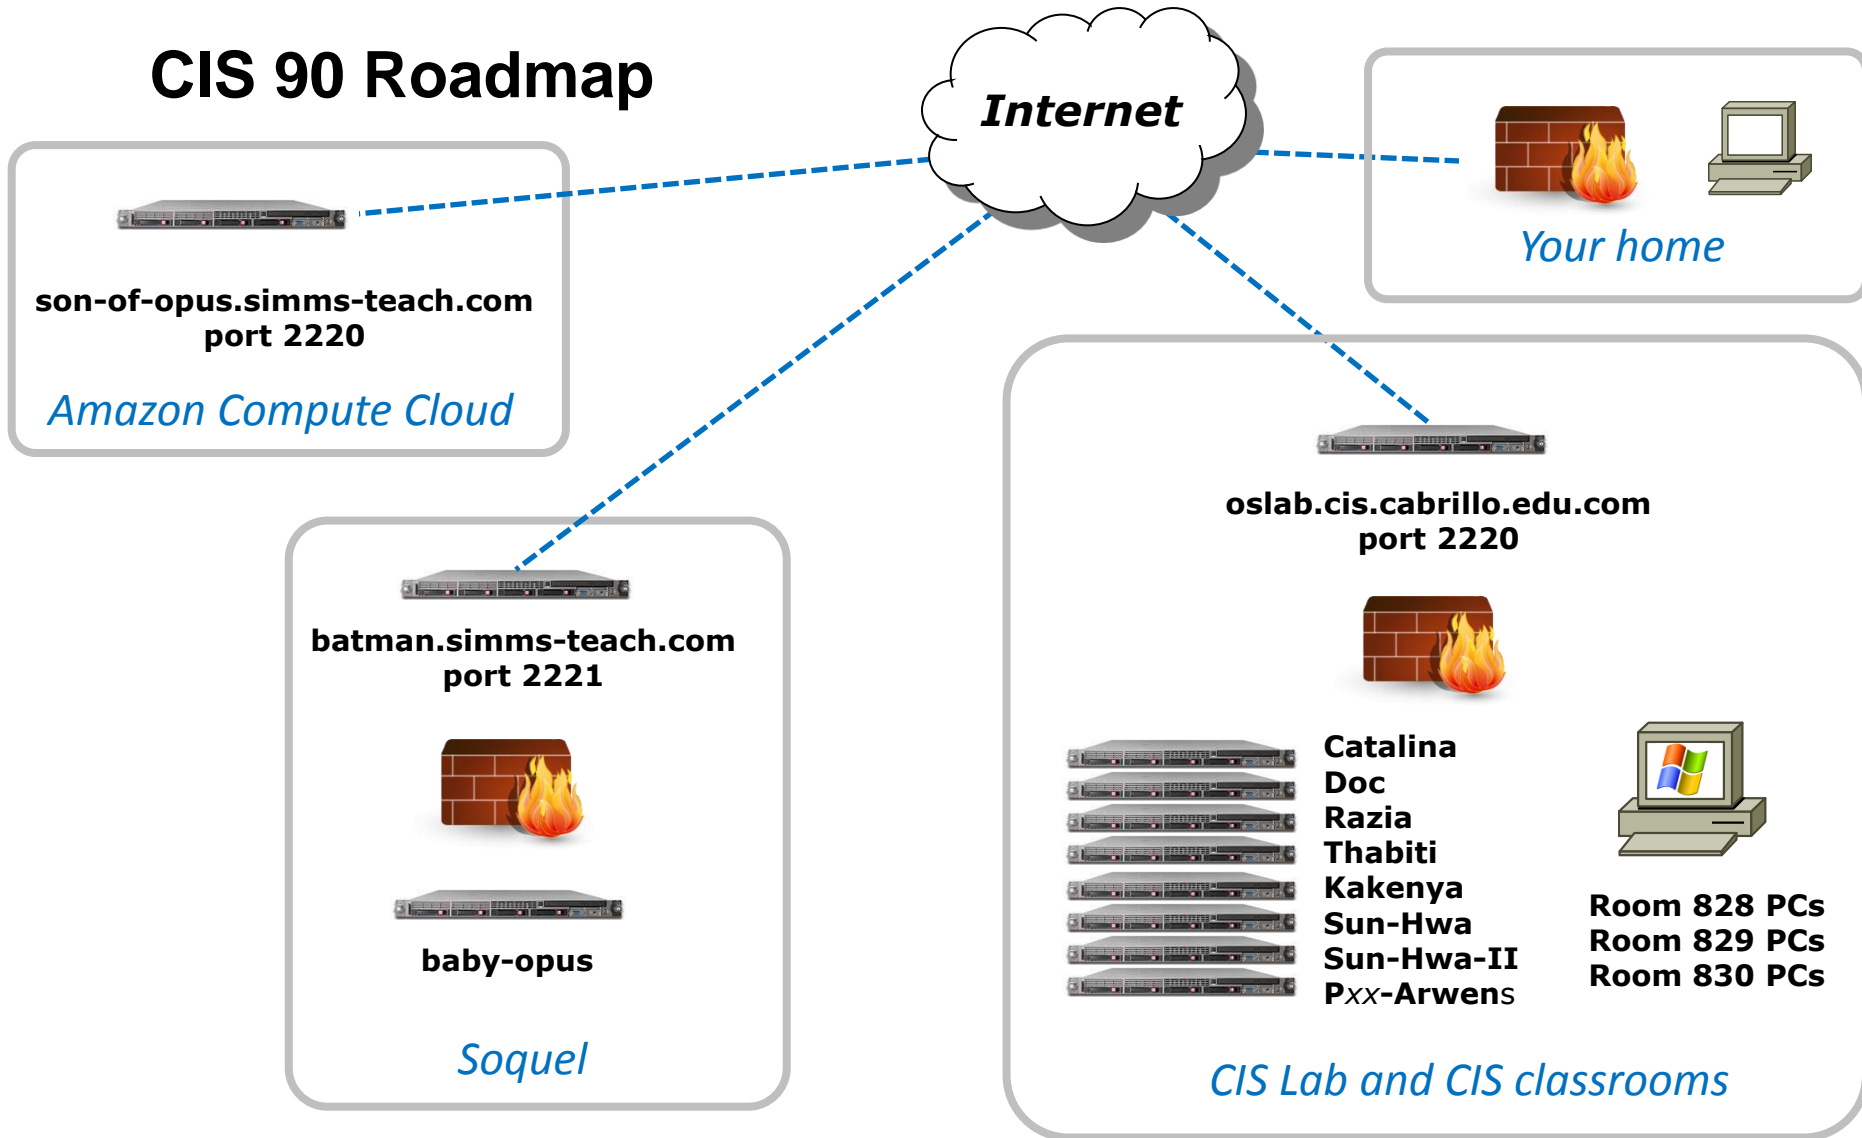 CIS 90 Roadmap
Internet
Your home
son-of-opus.simms-teach.com
port 2220
Amazon Compute Cloud
batman.simms-teach.com
port 2221
baby-opus
Soquel
oslab.cis.cabrillo.edu.com
port 2220
Catalina
Doc
Razia
Thabiti
Kakenya
Sun-Hwa
Sun-Hwa-II
Pxx-Arwens
Room 828 PCs
Room 829 PCs
Room 830 PCs
CIS Lab and CIS classrooms